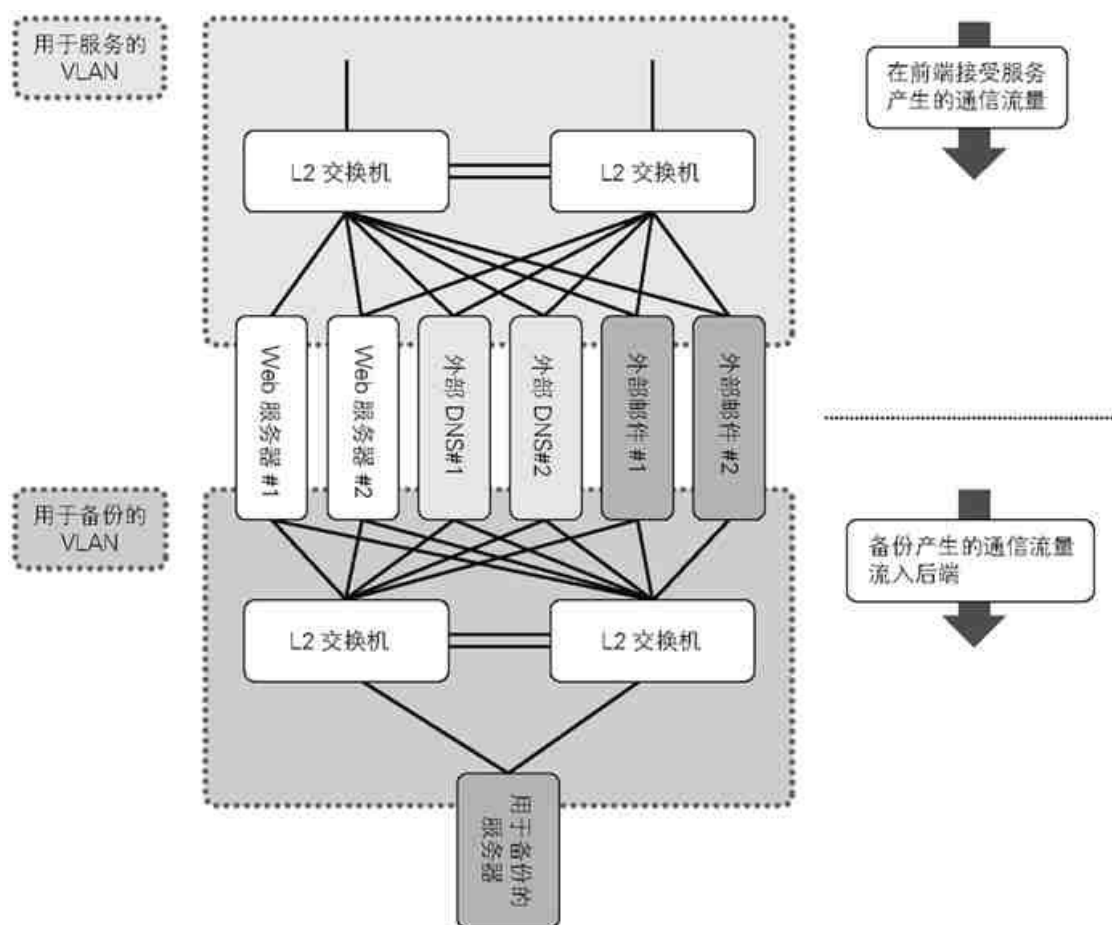 用于服务的
VLAN
在前端接受服务
产生的通信流量
L2 交换机
L2 交换机
Web 服务器 #1
Web 服务器 #2
外部 DNS#1
外部 DNS#2
外部邮件 #1
外部邮件 #2
用于备份的
VLAN
备份产生的通信流量
流入后端
L2 交换机
L2 交换机
用于备份的
服务器